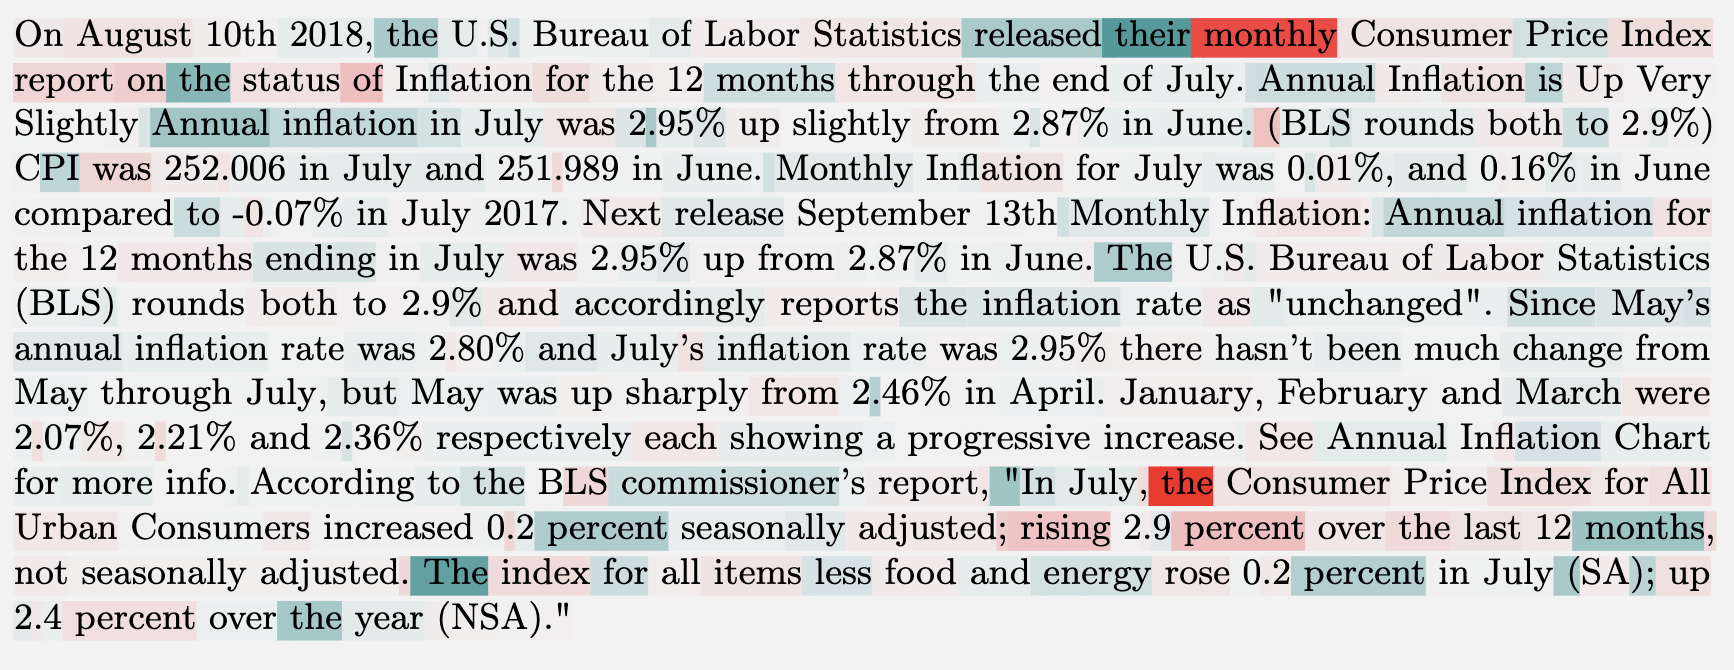 On August 10th 2018, the U.S. Bureau of Labor Statistics released their monthly Consumer Price Index
report on the status of Inflation for the 12 months through the end of July. Annual Inflation is Up Very
Slightly Annual inflation in July was 2.95% up slightly from 2.87% in June. (BLS rounds both to 2.9%)
CPI was 252.006 in July and 251.989 in June. Monthly Inflation for July was 0.01%, and 0.16% in June
compared to -0.07% in July 2017. Next release September 13th Monthly Inflation: Annual inflation for
the 12 months ending in July was 2.95% up from 2.87% in June. The U.S. Bureau of Labor Statistics
(BLS) rounds both to 2.9% and accordingly reports the inflation rate as "unchanged". Since May's
annual inflation rate was 2.80% and July's inflation rate was 2.95% there hasn't been much change from
May through July, but May was up sharply from 2.46% in April. January, February and March were
2.07%, 2.21% and 2.36% respectively each showing a progressive increase. See Annual Inflation Chart
for more info. According to the BLS commissioner's report, "In July, the Consumer Price Index for All
Urban Consumers increased 0.2 percent seasonally adjusted; rising 2.9 percent over the last 12 months,
not seasonally adjusted. The index for all items less food and energy rose 0.2 percent in July (SA); up
2.4 percent over the year (NSA)."